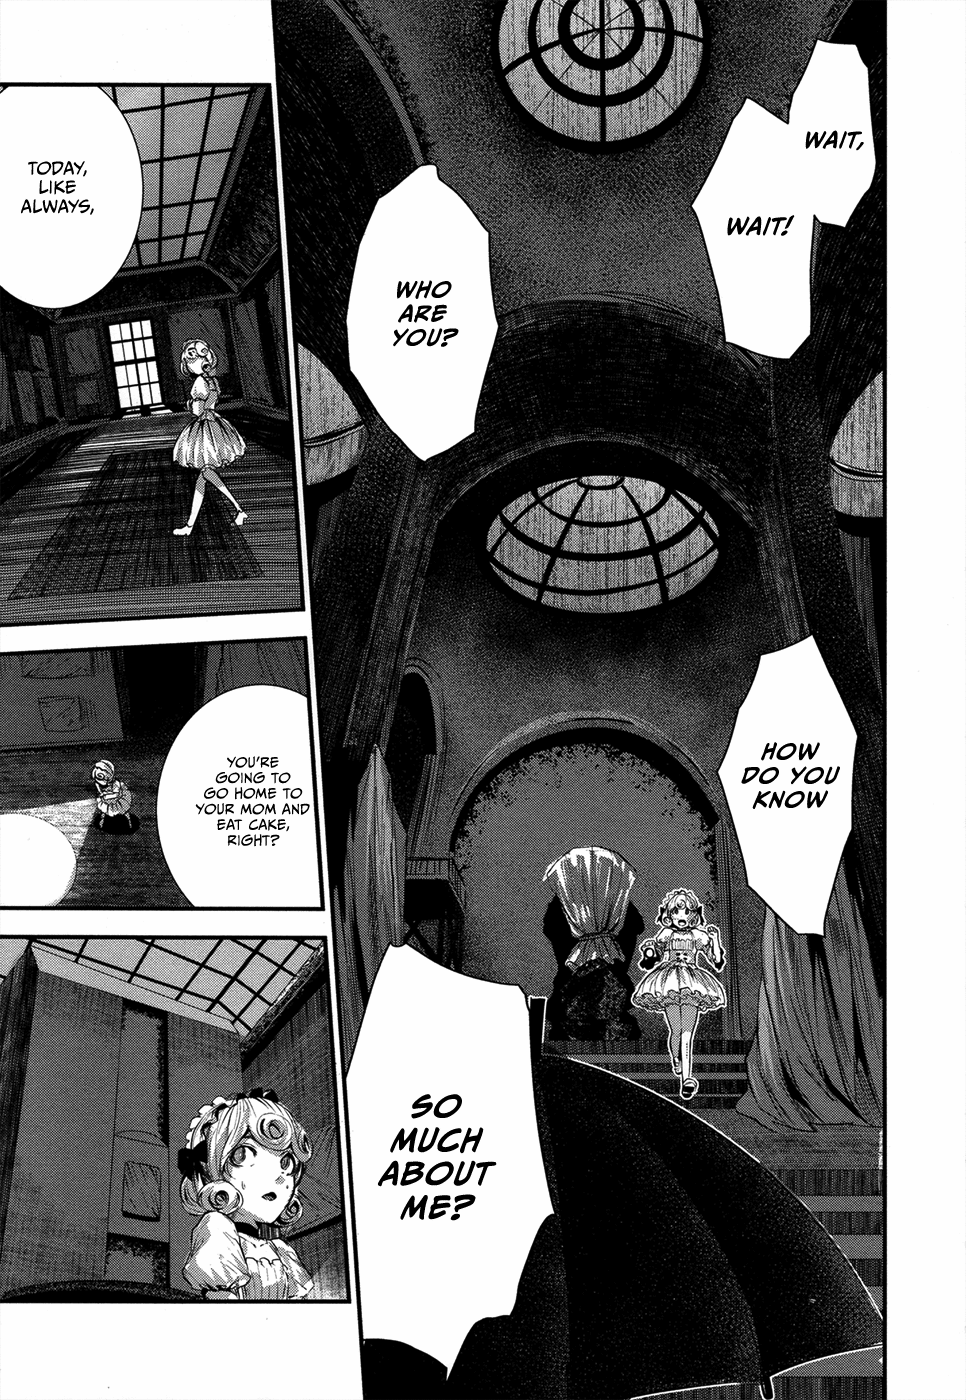 WAIT,
WAIT!
WHO
ARE
YOU?
HOW
DO YOU
KNOW
SO
MUCH
ABOUT
ME?
TODAY,
LIKE
ALWAYS,
YOU'RE
GOING TO
GO HOME TO
YOUR MOM AND
EAT CAKE,
RIGHT?